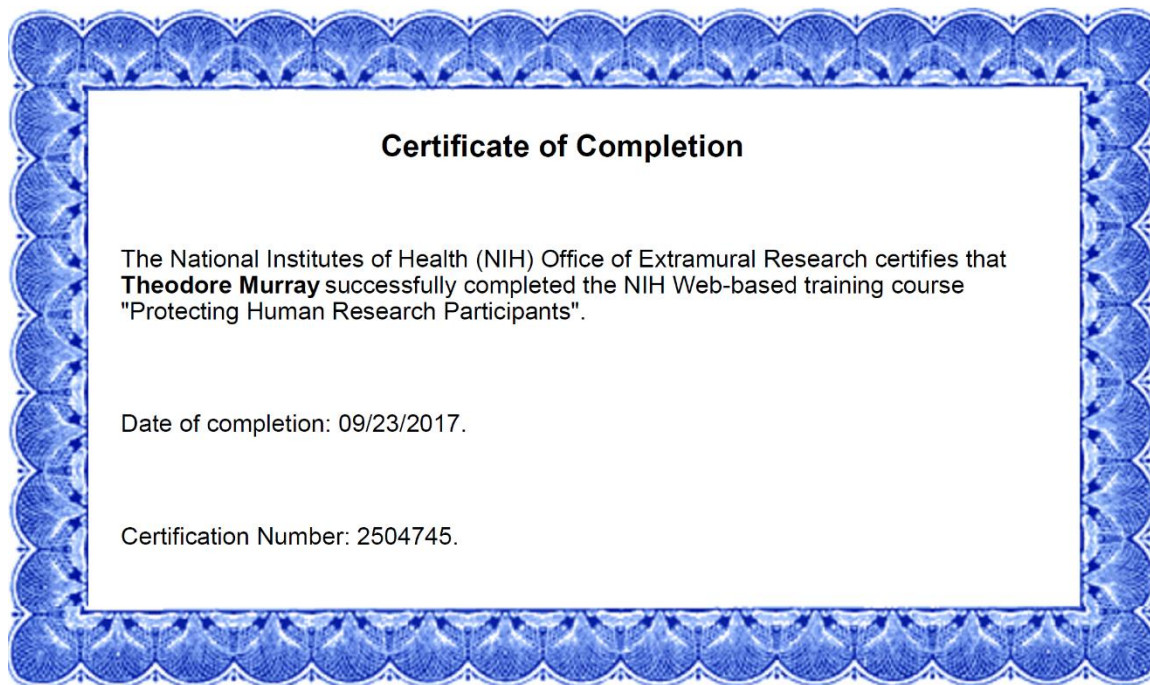 Certificate of Completion
The National Institutes of Health (NIH) Office of Extramural Research certifies that
Theodore Murray successfully completed the NIH Web-based training course
"Protecting Human Research Participants".
Date of completion: 09/23/2017.
Certification Number: 2504745.